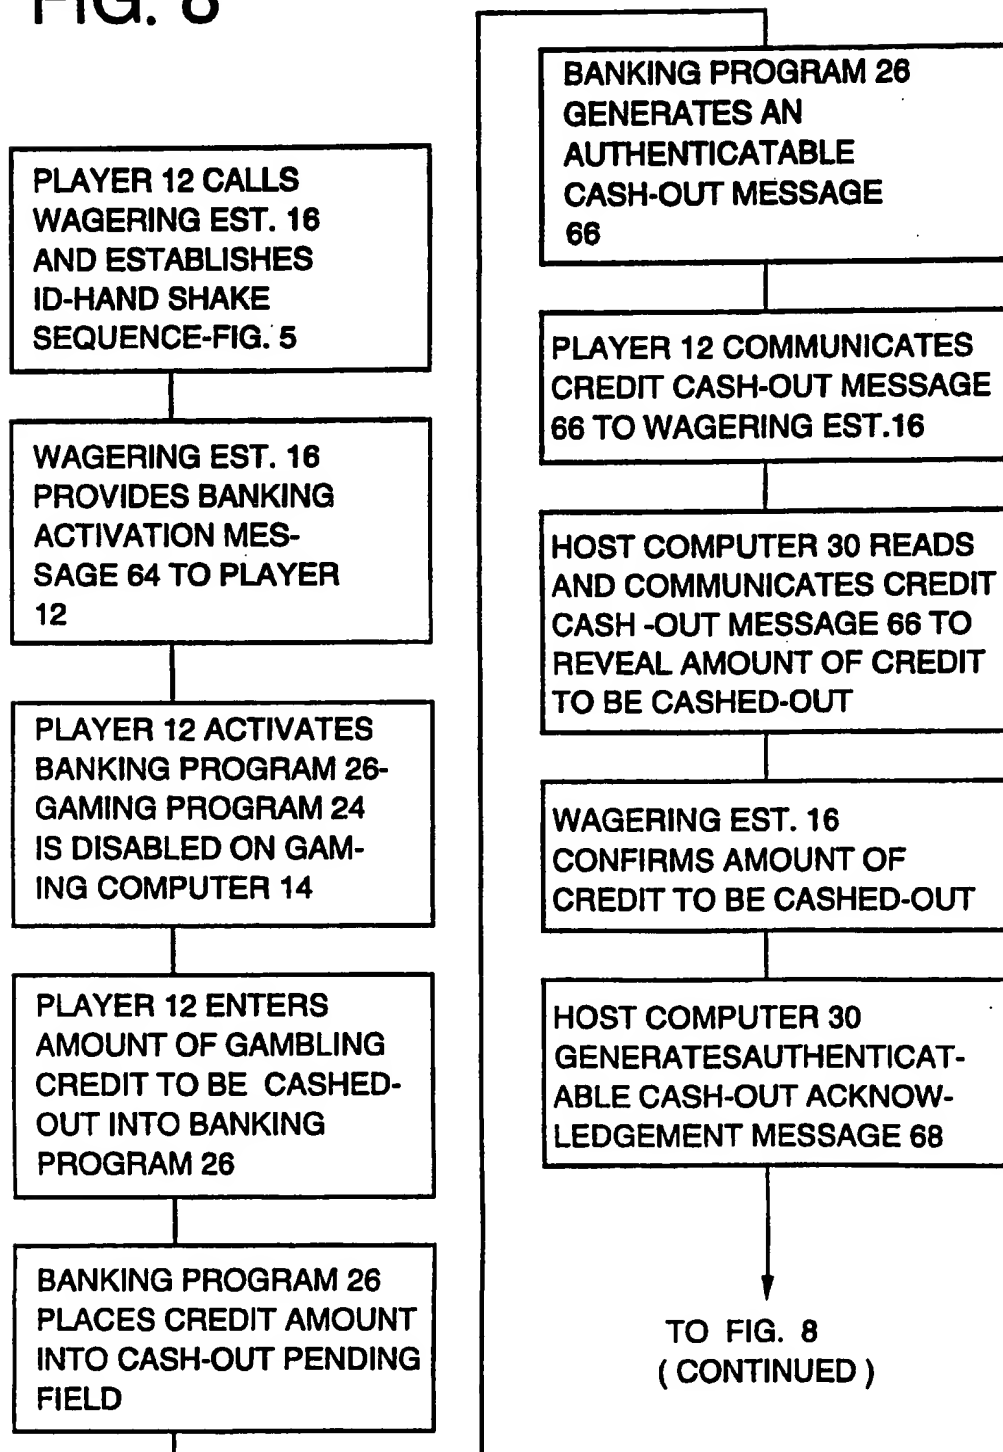 FIG. 8
PLAYER 12 CALLS
WAGERING EST. 16
AND ESTABLISHES
ID-HAND SHAKE
SEQUENCE-FIG. 5
WAGERING EST. 16
PROVIDES BANKING
ACTIVATION MES-
SAGE 64 TO PLAYER
12
PLAYER 12 ACTIVATES
BANKING PROGRAM 26-
GAMING PROGRAM 24
IS DISABLED ON GAM-
ING COMPUTER 14
PLAYER 12 ENTERS
AMOUNT OF GAMBLING
CREDIT TO BE CASHED-
OUT INTO BANKING
PROGRAM 26
BANKING PROGRAM 26
PLACES CREDIT AMOUNT
INTO CASH-OUT PENDING
FIELD
BANKING PROGRAM 26
GENERATES AN
AUTHENTICATABLE
CASH-OUT MESSAGE
66
PLAYER 12 COMMUNICATES
CREDIT CASH-OUT MESSAGE
66 TO WAGERING EST.16
HOST COMPUTER 30 READS
AND COMMUNICATES CREDIT
CASH -OUT MESSAGE 66 TO
REVEAL AMOUNT OF CREDIT
TO BE CASHED-OUT
WAGERING EST. 16
CONFIRMS AMOUNT OF
CREDIT TO BE CASHED-OUT
HOST COMPUTER 30
GENERATESAUTHENTICAT-
ABLE CASH-OUT ACKNOW-
LEDGEMENT MESSAGE 68
TO FIG. 8
( CONTINUED )